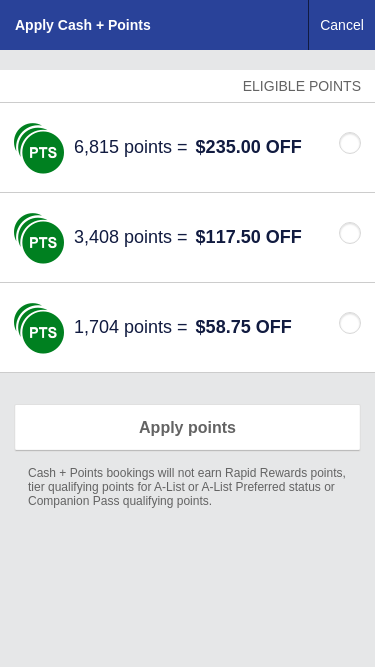 Apply Cash + Points
Cancel
ELIGIBLE POINTS
PTS
6,815 points = $235.00 OFF
PTS
3,408 points = $117.50 OFF
PTS
1,704 points = $58.75 OFF
Apply points
Cash + Points bookings will not earn Rapid Rewards points,
tier qualifying points for A-List or A-List Preferred status or
Companion Pass qualifying points.